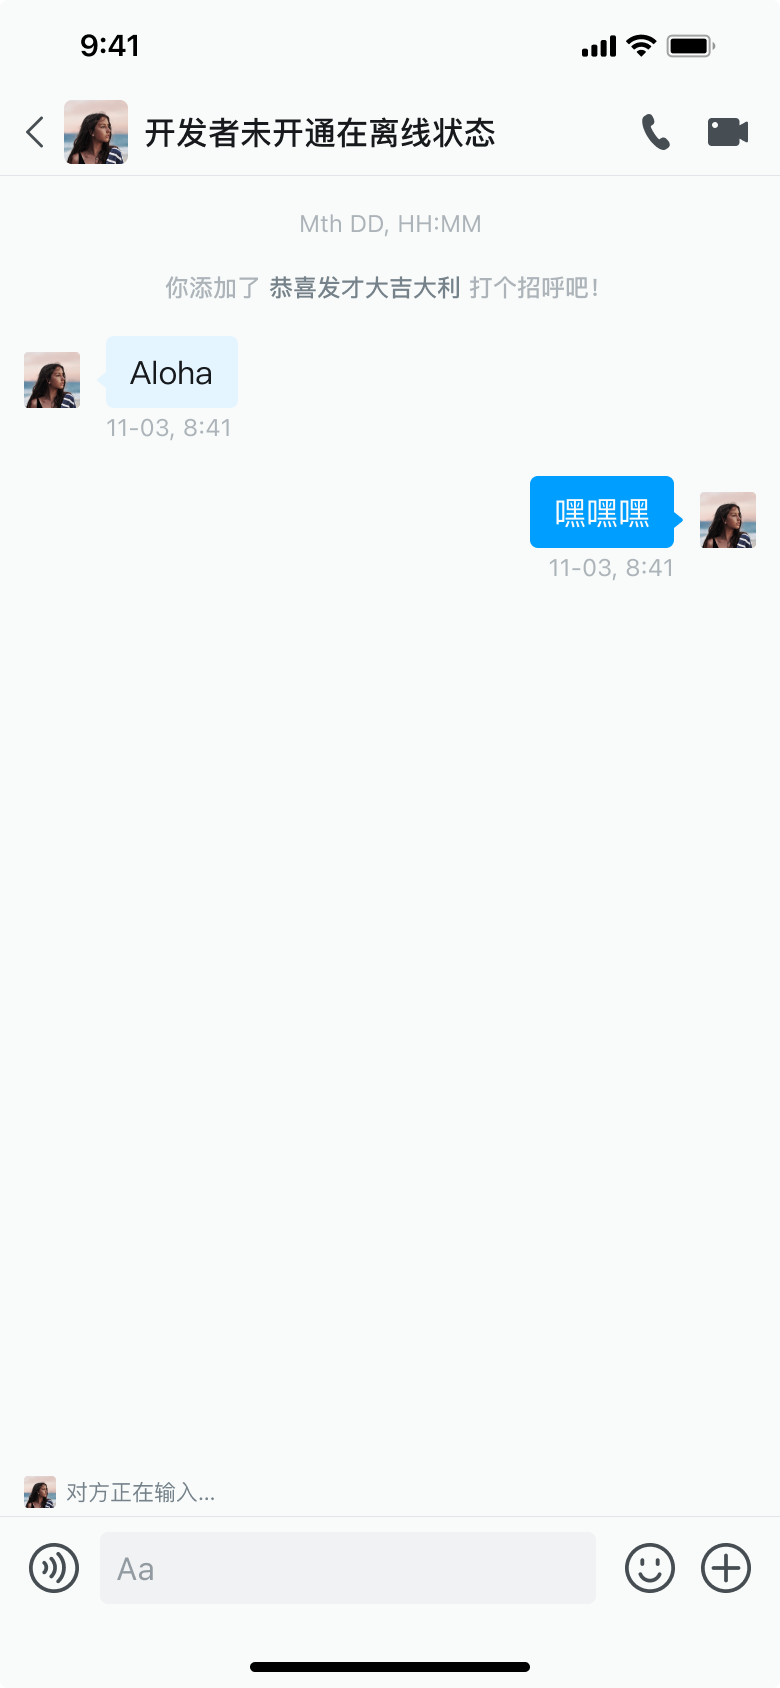 9:41
开发者未开通在离线状态
Mth DD, HH:MM
你添加了 恭喜发才大吉大利 打个招呼吧！
Aloha
11-03, 8:41
嘿嘿嘿
11-03, 8:41
对方正在输入...
Aa